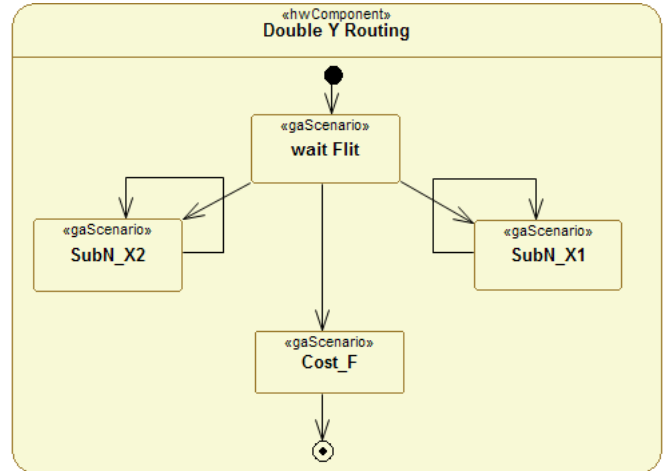 «hwComponent»
Double Y Routing
«gaScenario»
wait Flit
«gaScenario»
SubN_X2
«gaScenario»
SubN_X1
«gaScenario»
Cost_F